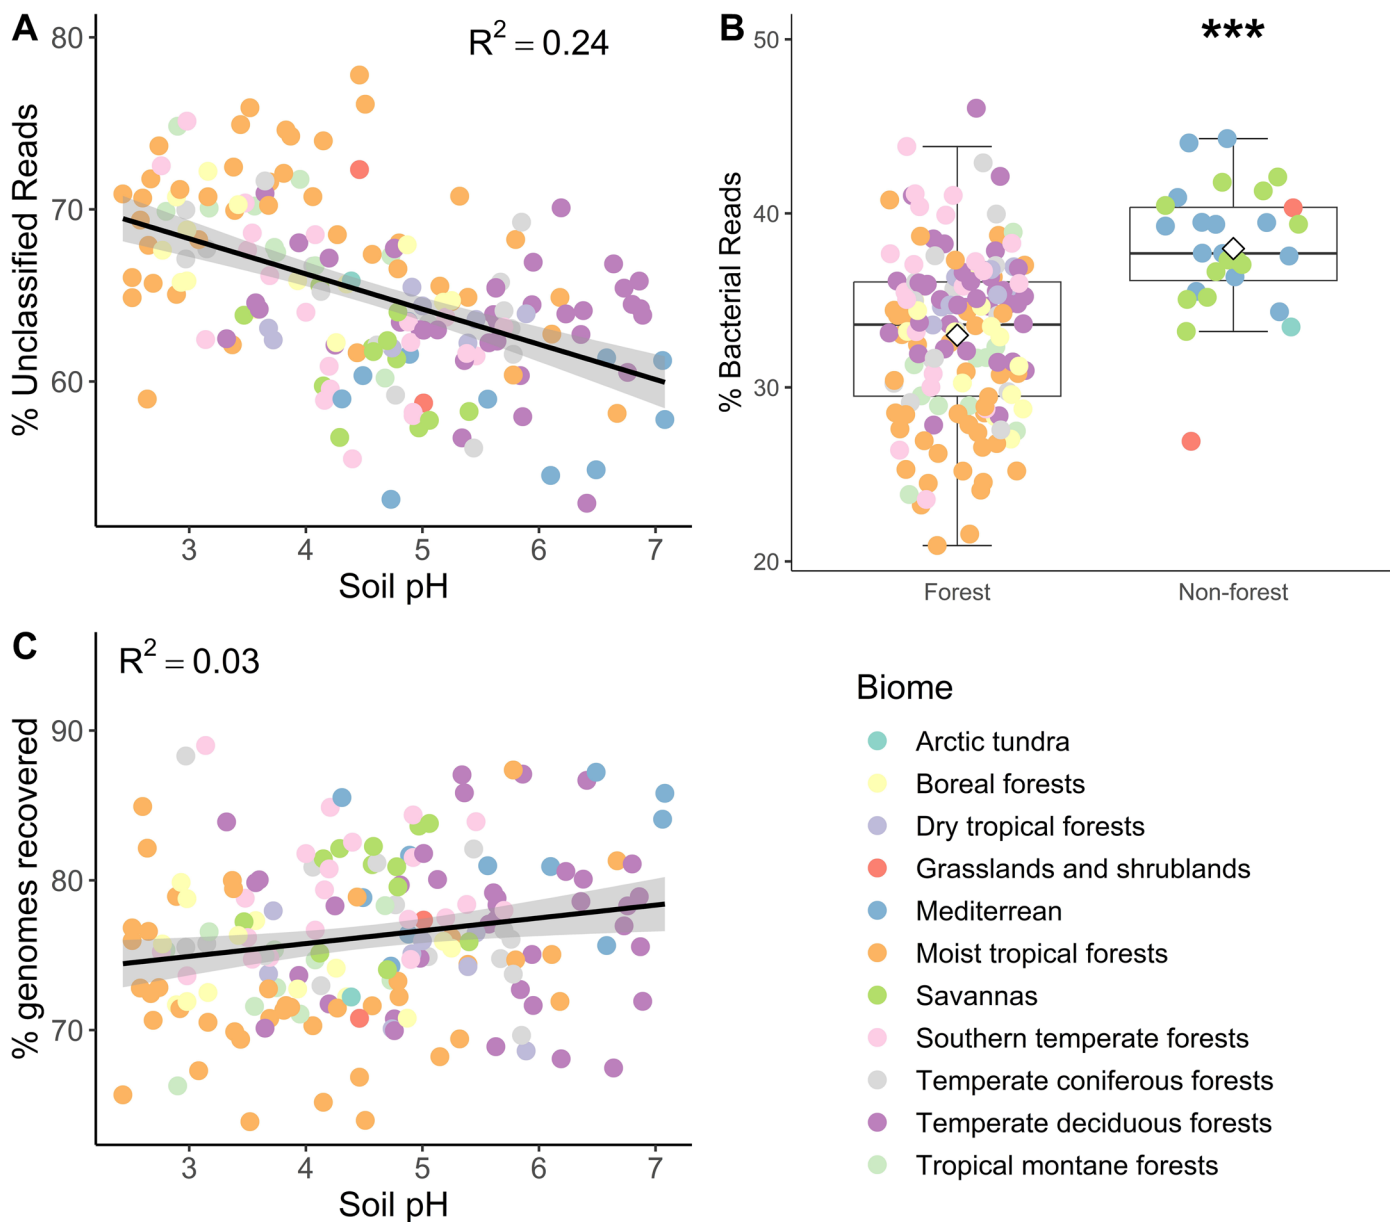 A
R² = 0.24
% Unclassified Reads
80
70
60
3 4 5 6 7
Soil pH
B
***
% Bacterial Reads
50
40
30
20
Forest Non-forest
C
R² = 0.03
% genomes recovered
90
80
70
3 4 5 6 7
Soil pH
Biome
Arctic tundra
Boreal forests
Dry tropical forests
Grasslands and shrublands
Mediterrean
Moist tropical forests
Savannas
Southern temperate forests
Temperate coniferous forests
Temperate deciduous forests
Tropical montane forests